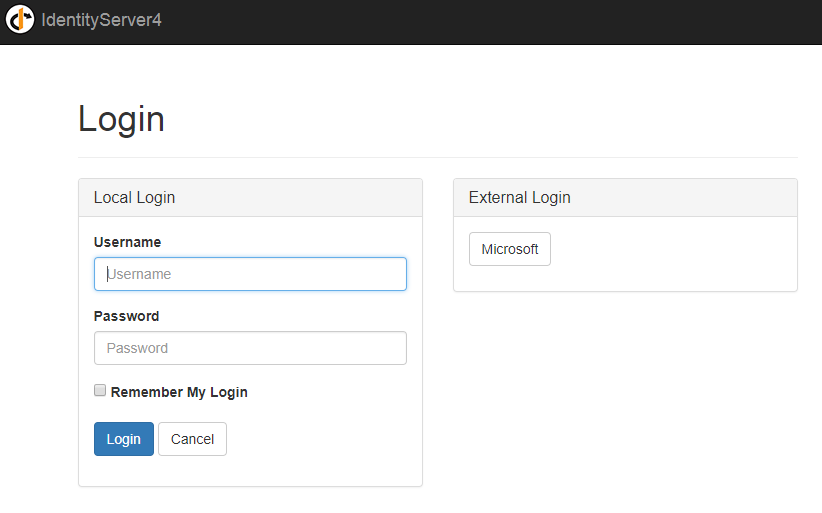 IdentityServer4
Login
Local Login
Username
Username
Password
Password
Remember My Login
Login Cancel
External Login
Microsoft